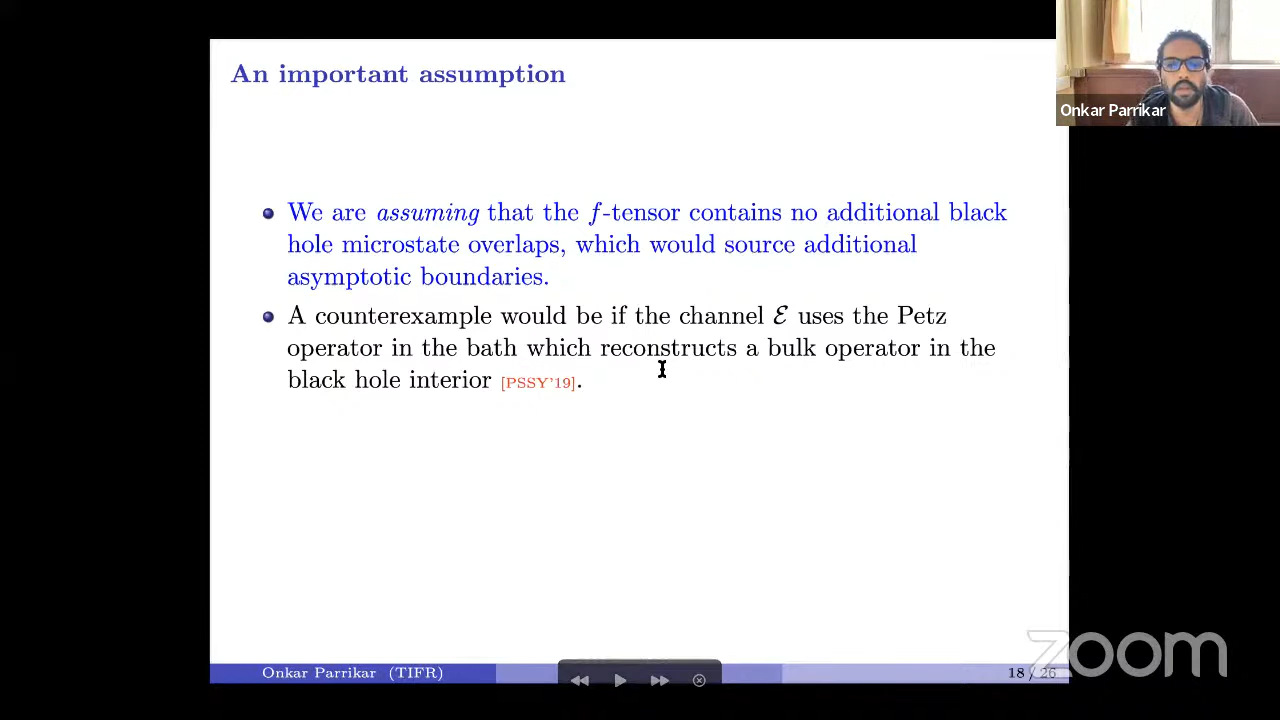 An important assumption
Onkar Parrikar
We are assuming that the f-tensor contains no additional black
hole microstate overlaps, which would source additional
asymptotic boundaries.
A counterexample would be if the channel ℰ uses the Petz
operator in the bath which reconstructs a bulk operator in the
black hole interior [PSSY'19].
zoom
Onkar Parrikar (TIFR)
18 / 26